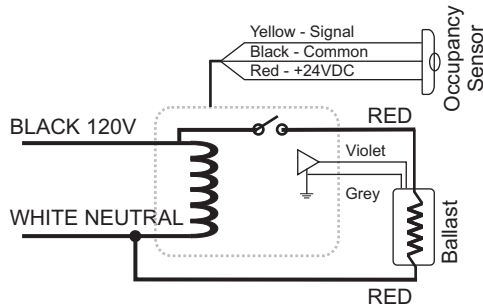 Yellow - Signal
Black - Common
Red - +24VDC
Occupancy
Sensor
RED
BLACK 120V
Violet
Grey
WHITE NEUTRAL
Ballast
RED